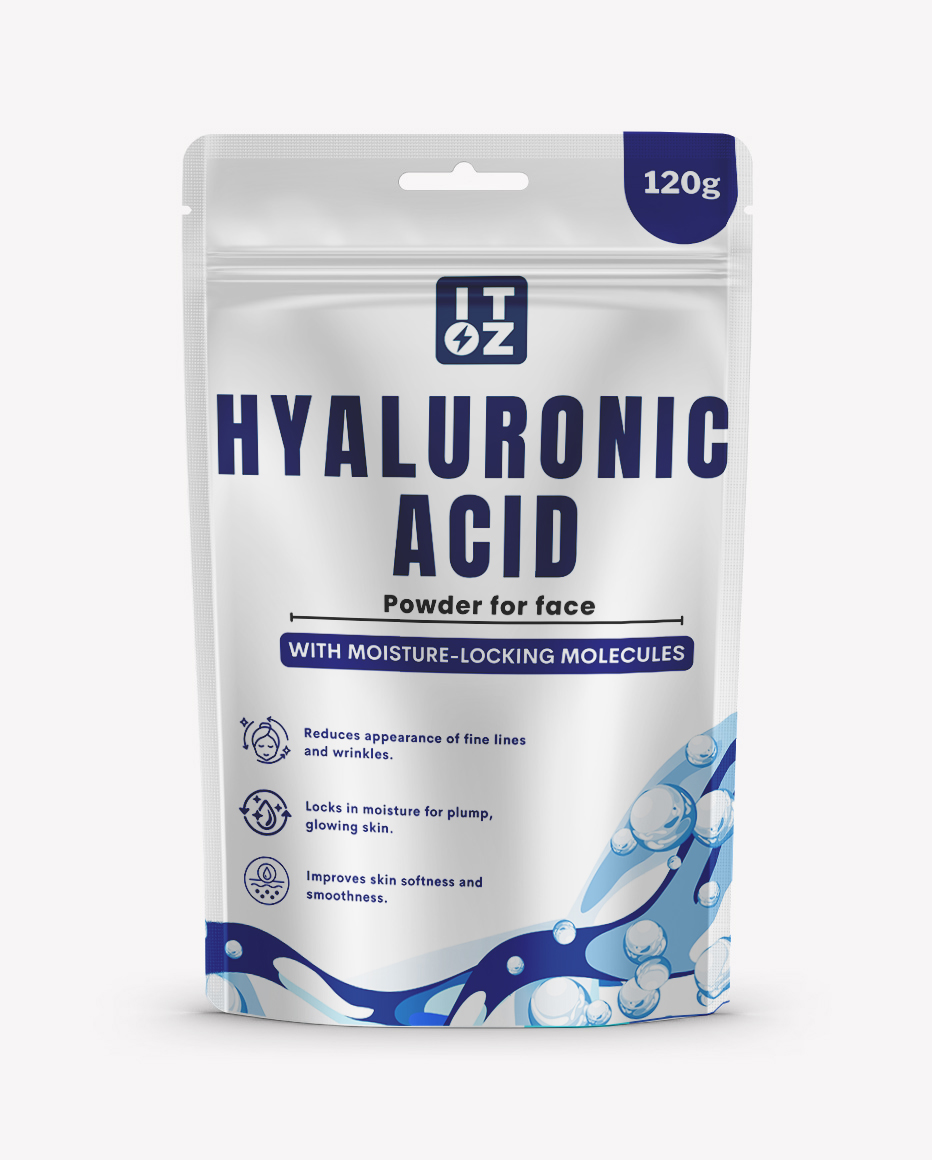 120g
IT
OZ
HYALURONIC
ACID
Powder for face
WITH MOISTURE-LOCKING MOLECULES
Reduces appearance of fine lines
and wrinkles.
Locks in moisture for plump,
glowing skin.
Improves skin softness and
smoothness.